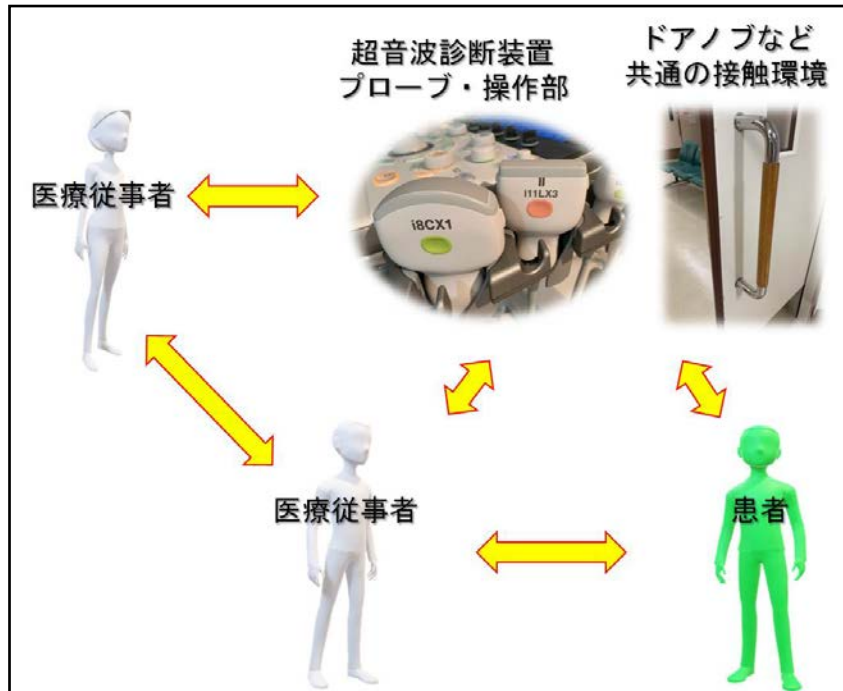 超音波診断装置
プローブ・操作部
ドアノブなど
共通の接触環境
医療従事者
i8CX1
II
i11LX3
医療従事者
患者